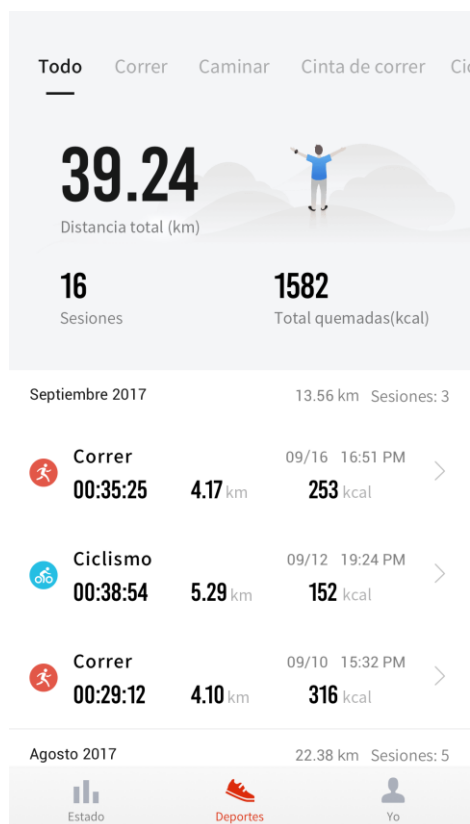 Todo Correr Caminar Cinta de correr Cic
39.24
Distancia total (km)
16 1582
Sesiones Total quemadas(kcal)
Septiembre 2017 13.56 km Sesiones: 3
Correr 09/16 16:51 PM
00:35:25 4.17 km 253 kcal
Ciclismo 09/12 19:24 PM
00:38:54 5.29 km 152 kcal
Correr 09/10 15:32 PM
00:29:12 4.10 km 316 kcal
Agosto 2017 22.38 km Sesiones: 5
Estado Deportes Yo